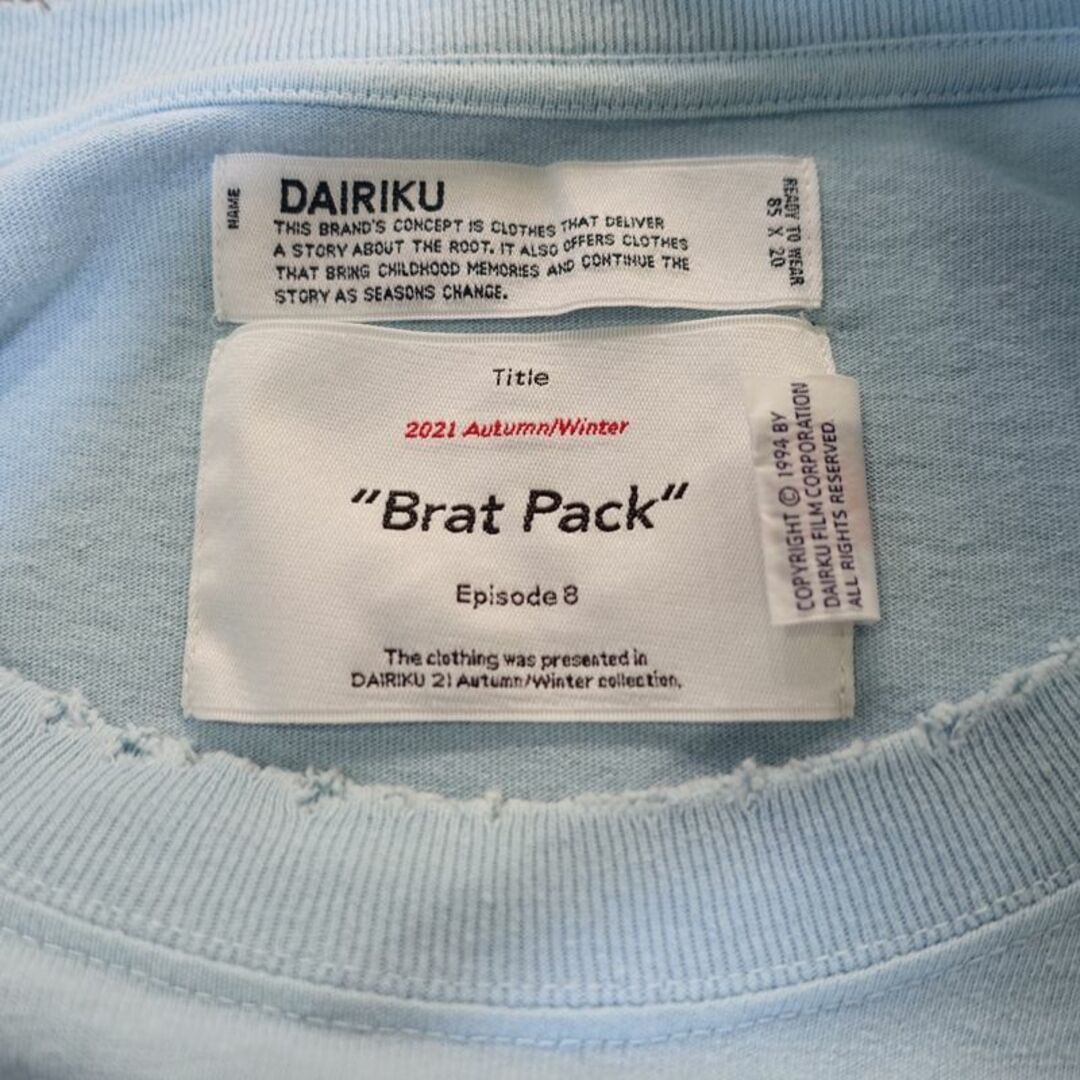 NAME
DAIRIKU
THIS BRAND'S CONCEPT IS CLOTHES THAT DELIVER
A STORY ABOUT THE ROOT. IT ALSO OFFERS CLOTHES
THAT BRING CHILDHOOD MEMORIES AND CONTINUE THE
STORY AS SEASONS CHANGE.
READY TO WEAR
85 X 20
Title
2021 Autumn/Winter
"Brat Pack"
Episode 8
The clothing was presented in
DAIRIKU 21 Autumn/Winter collection.
COPYRIGHT © 1994 BY
DAIRKU FILM CORPORATION
ALL RIGHTS RESERVED.